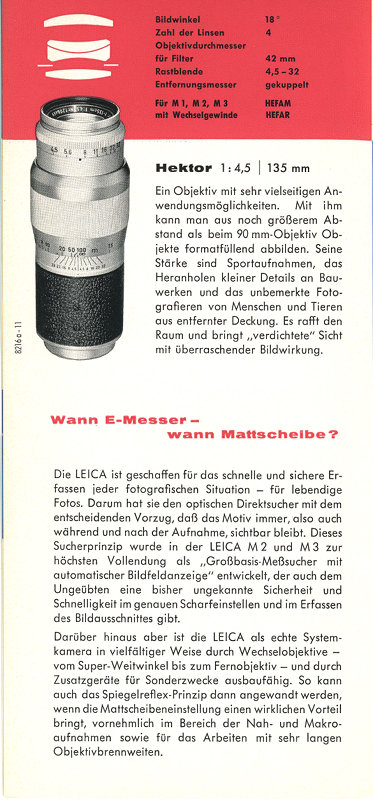 Bildwinkel 18°
Zahl der Linsen 4
Objektivdurchmesser
für Filter 42 mm
Rastblende 4,5–32
Entfernungsmesser gekuppelt
Für M 1, M 2, M 3 HEFAM
mit Wechselgewinde HEFAR
Hektor 1:4,5 | 135 mm
Ein Objektiv mit sehr vielseitigen An-
wendungsmöglichkeiten. Mit ihm
kann man aus noch größerem Ab-
stand als beim 90 mm-Objektiv Ob-
jekte formatfüllend abbilden. Seine
Stärke sind Sportaufnahmen, das
Heranholen kleiner Details an Bau-
werken und das unbemerkte Foto-
grafieren von Menschen und Tieren
aus entfernter Deckung. Es rafft den
Raum und bringt „verdichtete" Sicht
mit überraschender Bildwirkung.
8216 a - 11
Wann E-Messer –
wann Mattscheibe?
Die LEICA ist geschaffen für das schnelle und sichere Er-
fassen jeder fotografischen Situation – für lebendige
Fotos. Darum hat sie den optischen Direktsucher mit dem
entscheidenden Vorzug, daß das Motiv immer, also auch
während und nach der Aufnahme, sichtbar bleibt. Dieses
Sucherprinzip wurde in der LEICA M 2 und M 3 zur
höchsten Vollendung als „Großbasis-Meßsucher mit
automatischer Bildfeldanzeige" entwickelt, der auch dem
Ungeübten eine bisher ungekannte Sicherheit und
Schnelligkeit im genauen Scharfeinstellen und im Erfassen
des Bildausschnittes gibt.
Darüber hinaus aber ist die LEICA als echte System-
kamera in vielfältiger Weise durch Wechselobjektive –
vom Super-Weitwinkel bis zum Fernobjektiv – und durch
Zusatzgeräte für Sonderzwecke ausbaufähig. So kann
auch das Spiegelreflex-Prinzip dann angewandt werden,
wenn die Mattscheibeneinstellung einen wirklichen Vorteil
bringt, vornehmlich im Bereich der Nah- und Makro-
aufnahmen sowie für das Arbeiten mit sehr langen
Objektivbrennweiten.